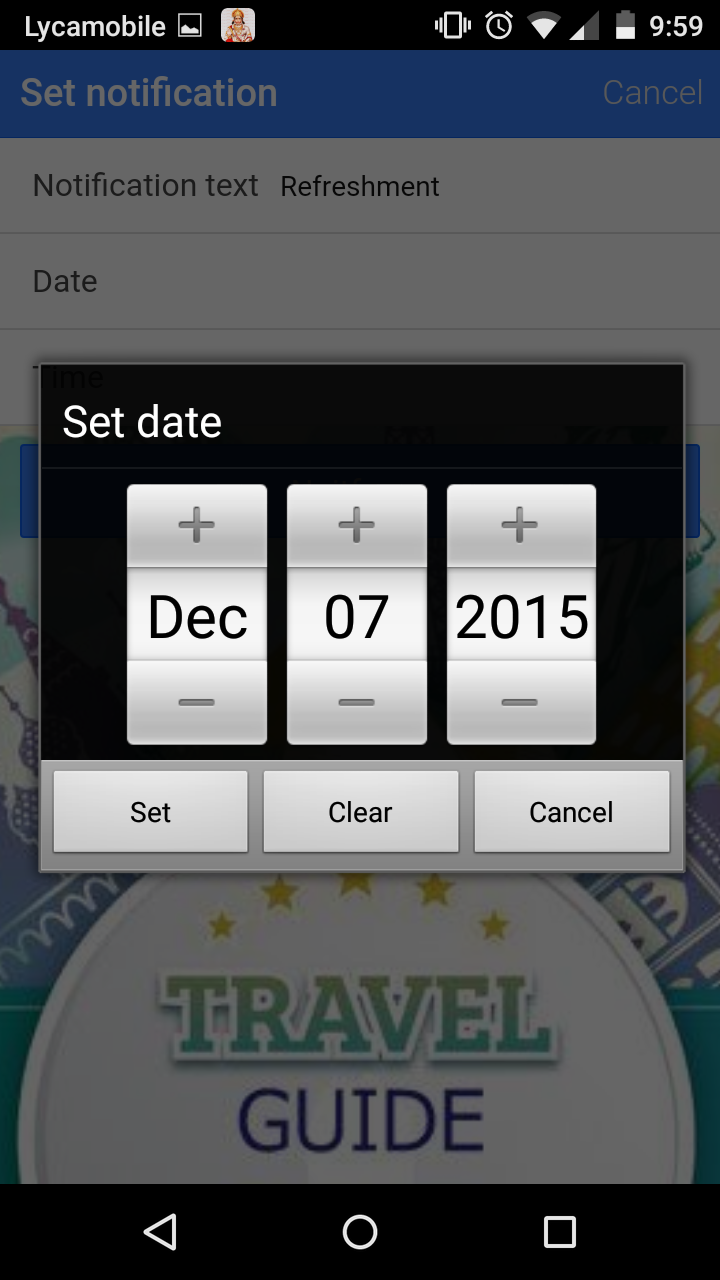 Lycamobile 9:59
Set notification Cancel
Notification text Refreshment
Date
Time
Set date
+ + +
Dec 07 2015
− − −
Set Clear Cancel
TRAVEL
GUIDE